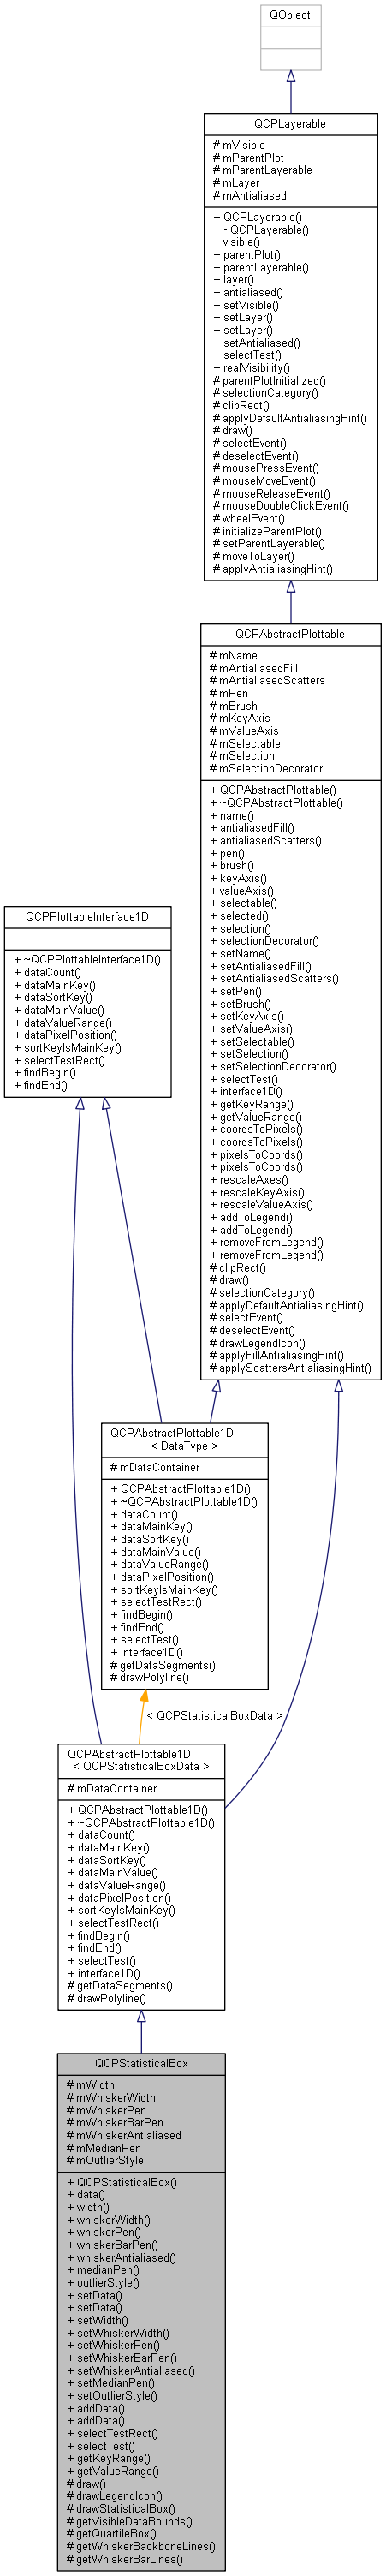 QObject
QCPLayerable
# mVisible
# mParentPlot
# mParentLayerable
# mLayer
# mAntialiased
+ QCPLayerable()
+ ~QCPLayerable()
+ visible()
+ parentPlot()
+ parentLayerable()
+ layer()
+ antialiased()
+ setVisible()
+ setLayer()
+ setLayer()
+ setAntialiased()
+ selectTest()
+ realVisibility()
# parentPlotInitialized()
# selectionCategory()
# clipRect()
# applyDefaultAntialiasingHint()
# draw()
# selectEvent()
# deselectEvent()
# mousePressEvent()
# mouseMoveEvent()
# mouseReleaseEvent()
# mouseDoubleClickEvent()
# wheelEvent()
# initializeParentPlot()
# setParentLayerable()
# moveToLayer()
# applyAntialiasingHint()
QCPAbstractPlottable
# mName
# mAntialiasedFill
# mAntialiasedScatters
# mPen
# mBrush
# mKeyAxis
# mValueAxis
# mSelectable
# mSelection
# mSelectionDecorator
+ QCPAbstractPlottable()
+ ~QCPAbstractPlottable()
+ name()
+ antialiasedFill()
+ antialiasedScatters()
+ pen()
+ brush()
+ keyAxis()
+ valueAxis()
+ selectable()
+ selected()
+ selection()
+ selectionDecorator()
+ setName()
+ setAntialiasedFill()
+ setAntialiasedScatters()
+ setPen()
+ setBrush()
+ setKeyAxis()
+ setValueAxis()
+ setSelectable()
+ setSelection()
+ setSelectionDecorator()
+ selectTest()
+ interface1D()
+ getKeyRange()
+ getValueRange()
+ coordsToPixels()
+ coordsToPixels()
+ pixelsToCoords()
+ pixelsToCoords()
+ rescaleAxes()
+ rescaleKeyAxis()
+ rescaleValueAxis()
+ addToLegend()
+ addToLegend()
+ removeFromLegend()
+ removeFromLegend()
# clipRect()
# draw()
# selectionCategory()
# applyDefaultAntialiasingHint()
# selectEvent()
# deselectEvent()
# drawLegendIcon()
# applyFillAntialiasingHint()
# applyScattersAntialiasingHint()
QCPPlottableInterface1D
+ ~QCPPlottableInterface1D()
+ dataCount()
+ dataMainKey()
+ dataSortKey()
+ dataMainValue()
+ dataValueRange()
+ dataPixelPosition()
+ sortKeyIsMainKey()
+ selectTestRect()
+ findBegin()
+ findEnd()
QCPAbstractPlottable1D
< DataType >
# mDataContainer
+ QCPAbstractPlottable1D()
+ ~QCPAbstractPlottable1D()
+ dataCount()
+ dataMainKey()
+ dataSortKey()
+ dataMainValue()
+ dataValueRange()
+ dataPixelPosition()
+ sortKeyIsMainKey()
+ selectTestRect()
+ findBegin()
+ findEnd()
+ selectTest()
+ interface1D()
# getDataSegments()
# drawPolyline()
< QCPStatisticalBoxData >
QCPAbstractPlottable1D
< QCPStatisticalBoxData >
# mDataContainer
+ QCPAbstractPlottable1D()
+ ~QCPAbstractPlottable1D()
+ dataCount()
+ dataMainKey()
+ dataSortKey()
+ dataMainValue()
+ dataValueRange()
+ dataPixelPosition()
+ sortKeyIsMainKey()
+ selectTestRect()
+ findBegin()
+ findEnd()
+ selectTest()
+ interface1D()
# getDataSegments()
# drawPolyline()
QCPStatisticalBox
# mWidth
# mWhiskerWidth
# mWhiskerPen
# mWhiskerBarPen
# mWhiskerAntialiased
# mMedianPen
# mOutlierStyle
+ QCPStatisticalBox()
+ data()
+ width()
+ whiskerWidth()
+ whiskerPen()
+ whiskerBarPen()
+ whiskerAntialiased()
+ medianPen()
+ outlierStyle()
+ setData()
+ setData()
+ setWidth()
+ setWhiskerWidth()
+ setWhiskerPen()
+ setWhiskerBarPen()
+ setWhiskerAntialiased()
+ setMedianPen()
+ setOutlierStyle()
+ addData()
+ addData()
+ selectTestRect()
+ selectTest()
+ getKeyRange()
+ getValueRange()
# draw()
# drawLegendIcon()
# drawStatisticalBox()
# getVisibleDataBounds()
# getQuartileBox()
# getWhiskerBackboneLines()
# getWhiskerBarLines()